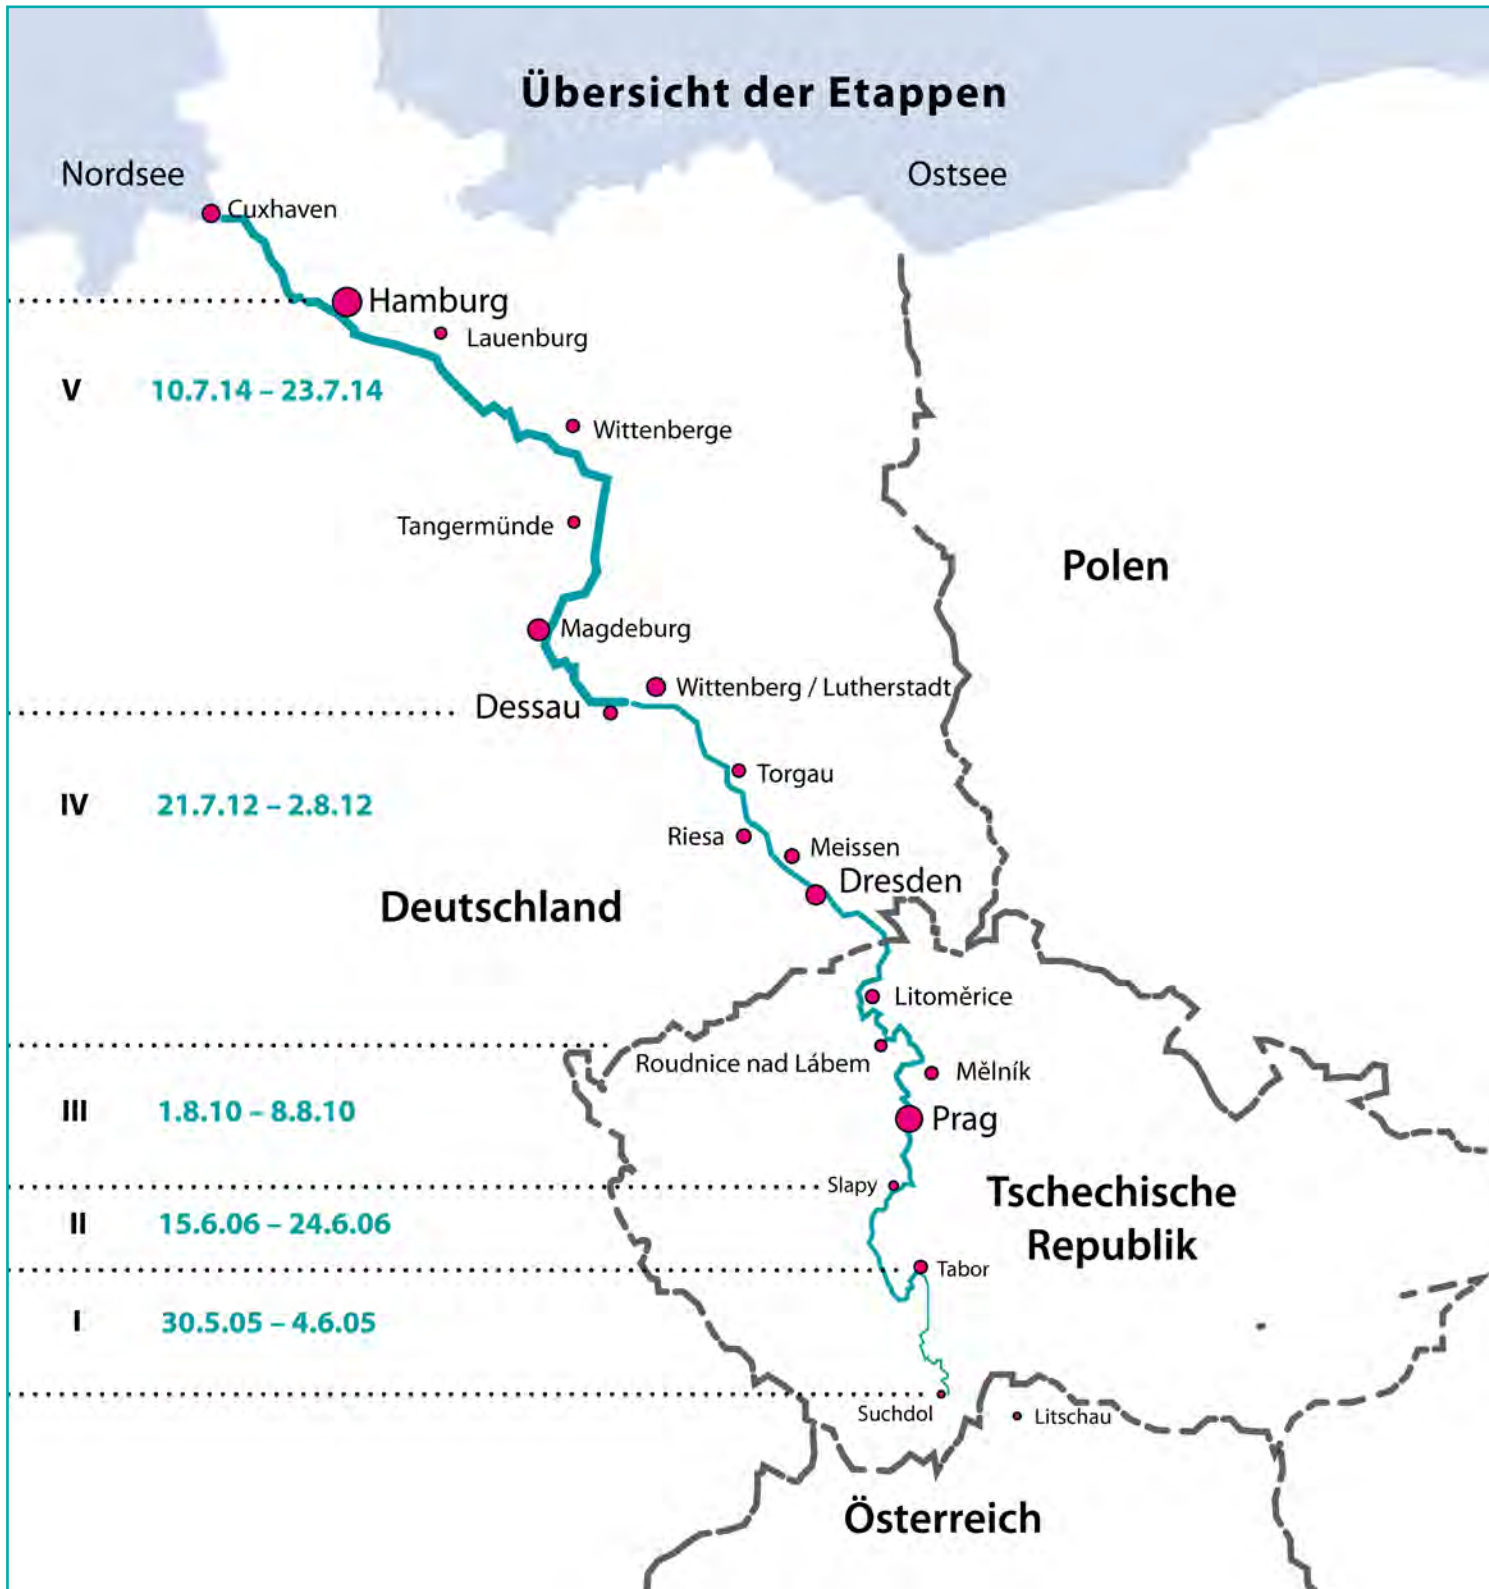 Übersicht der Etappen
Nordsee
Ostsee
Cuxhaven
Hamburg
Lauenburg
V 10.7.14 – 23.7.14
Wittenberge
Tangermünde
Polen
Magdeburg
Wittenberg / Lutherstadt
Dessau
Torgau
IV 21.7.12 – 2.8.12
Riesa
Meissen
Dresden
Deutschland
Litoměrice
Roudnice nad Lábem
Mělník
III 1.8.10 – 8.8.10
Prag
Slapy
Tschechische
Republik
II 15.6.06 – 24.6.06
Tabor
I 30.5.05 – 4.6.05
Suchdol
Litschau
Österreich